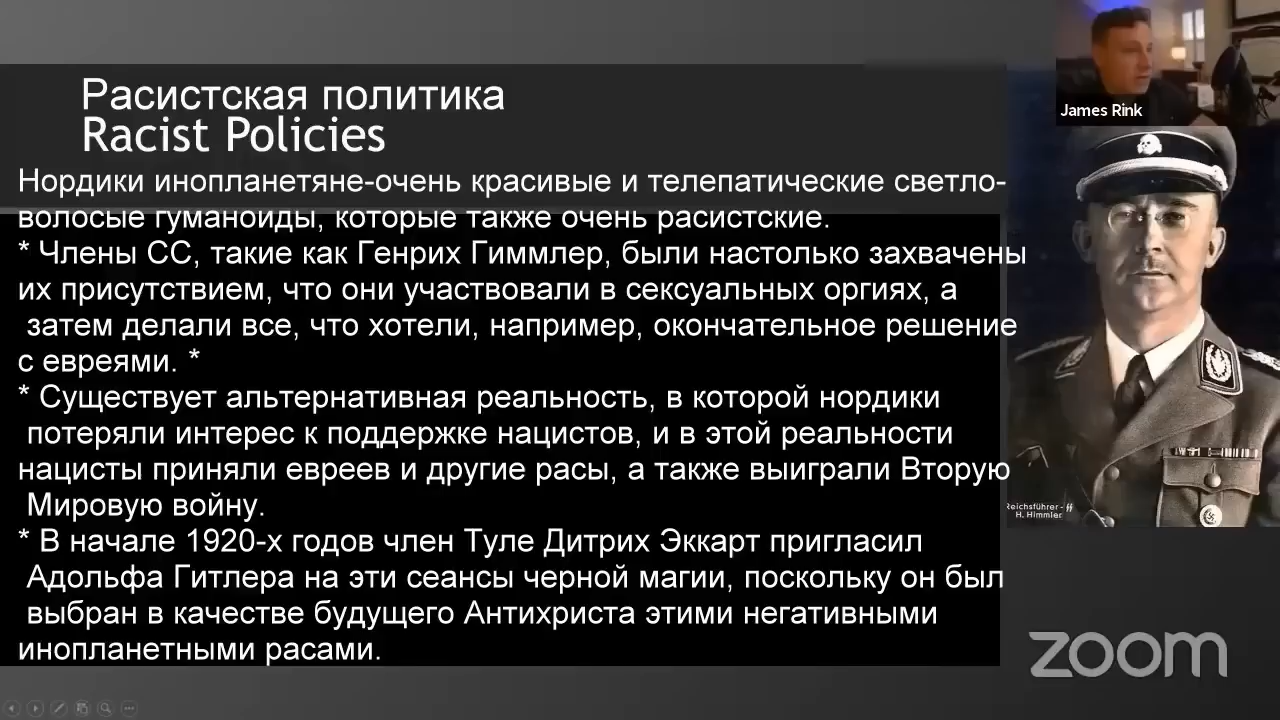 James Rink
Расистская политика
Racist Policies
Нордики инопланетяне-очень красивые и телепатические светло-
волосые гуманоиды, которые также очень расистские.
* Члены СС, такие как Генрих Гиммлер, были настолько захвачены
их присутствием, что они участвовали в сексуальных оргиях, а
затем делали все, что хотели, например, окончательное решение
с евреями. *
* Существует альтернативная реальность, в которой нордики
потеряли интерес к поддержке нацистов, и в этой реальности
нацисты приняли евреев и другие расы, а также выиграли Вторую
Мировую войну.
* В начале 1920-х годов член Туле Дитрих Эккарт пригласил
Адольфа Гитлера на эти сеансы черной магии, поскольку он был
выбран в качестве будущего Антихриста этими негативными
инопланетными расами.
Reichsführer-SS
H. Himmler
zoom